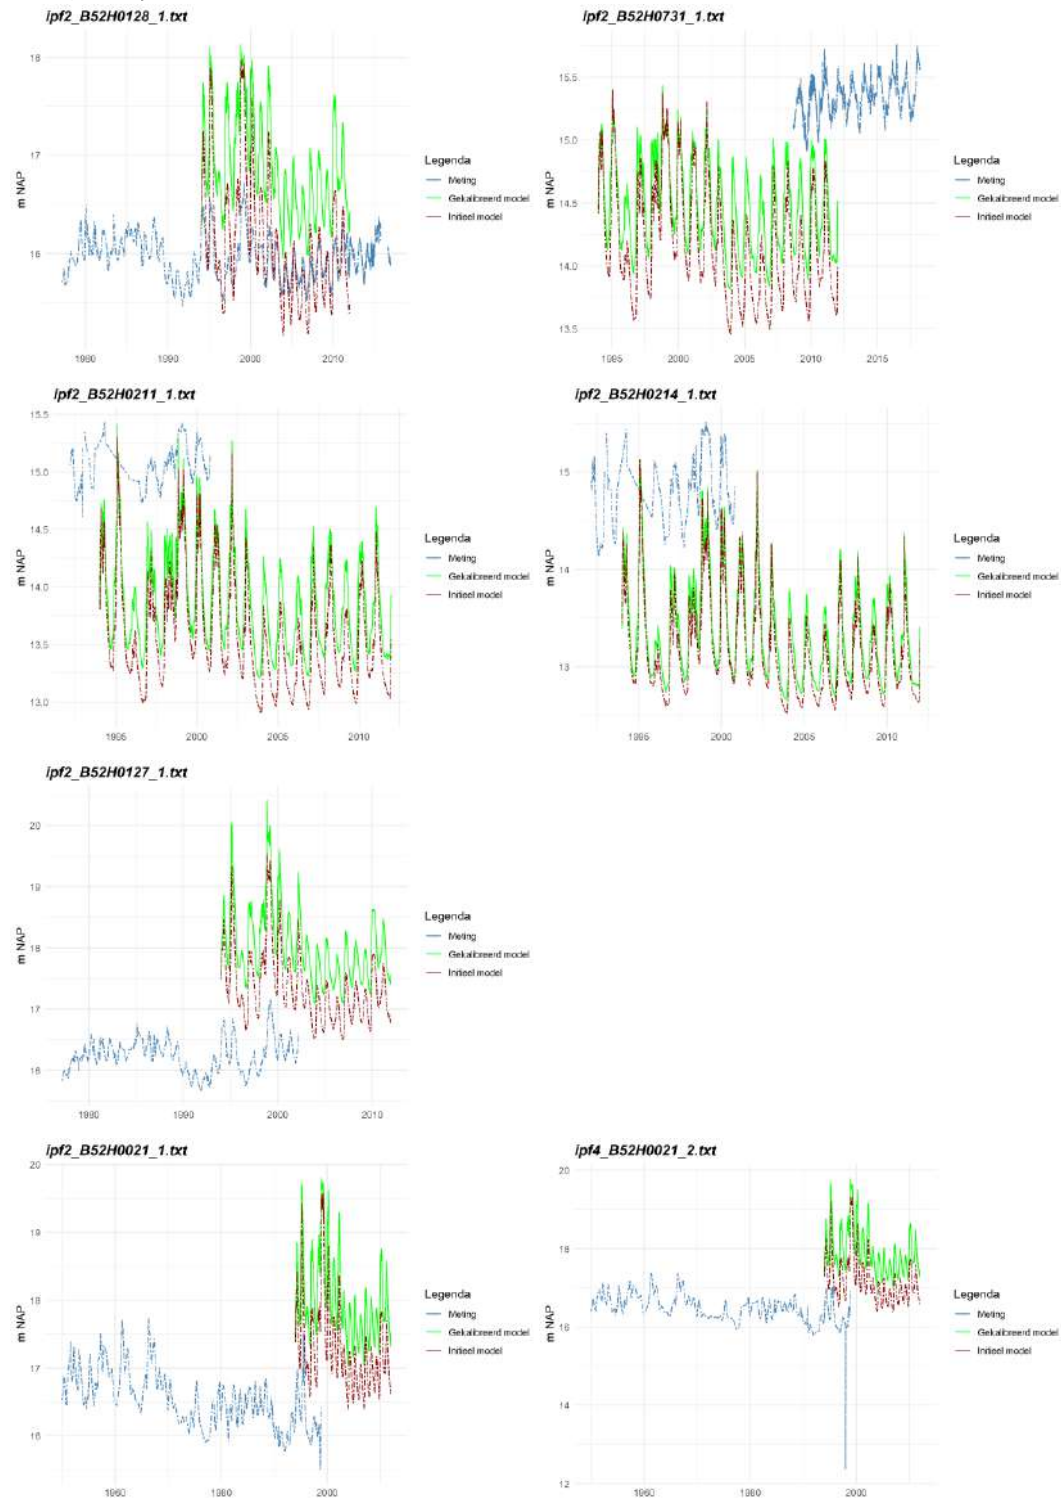 ipf2_B52H0128_1.txt
m NAP
18
17
16
1980
1990
2000
2010
Legenda
Meting
Gekalibreerd model
Initieel model
ipf2_B52H0731_1.txt
m NAP
15.5
15.0
14.5
14.0
13.5
1995
2000
2005
2010
2015
Legenda
Meting
Gekalibreerd model
Initieel model
ipf2_B52H0211_1.txt
m NAP
15.5
15.0
14.5
14.0
13.5
13.0
1995
2000
2005
2010
Legenda
Meting
Gekalibreerd model
Initieel model
ipf2_B52H0214_1.txt
m NAP
15
14
13
1995
2000
2005
2010
Legenda
Meting
Gekalibreerd model
Initieel model
ipf2_B52H0127_1.txt
m NAP
20
19
18
17
16
1980
1990
2000
2010
Legenda
Meting
Gekalibreerd model
Initieel model
ipf2_B52H0021_1.txt
m NAP
20
19
18
17
16
1960
1980
2000
Legenda
Meting
Gekalibreerd model
Initieel model
ipf4_B52H0021_2.txt
m NAP
20
18
16
14
12
1960
1980
2000
Legenda
Meting
Gekalibreerd model
Initieel model